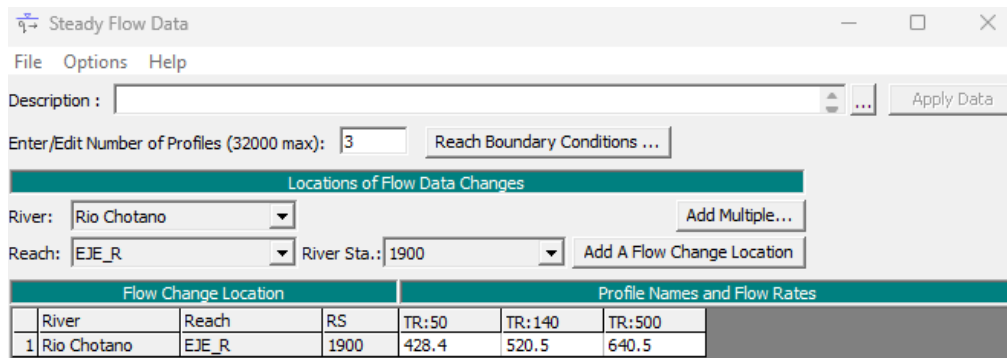 q→ Steady Flow Data
File Options Help
Description : ... Apply Data
Enter/Edit Number of Profiles (32000 max): 3 Reach Boundary Conditions ...
Locations of Flow Data Changes
River: Rio Chotano Add Multiple...
Reach: EJE_R River Sta.: 1900 Add A Flow Change Location
Flow Change Location Profile Names and Flow Rates
River Reach RS TR:50 TR:140 TR:500
1 Rio Chotano EJE_R 1900 428.4 520.5 640.5